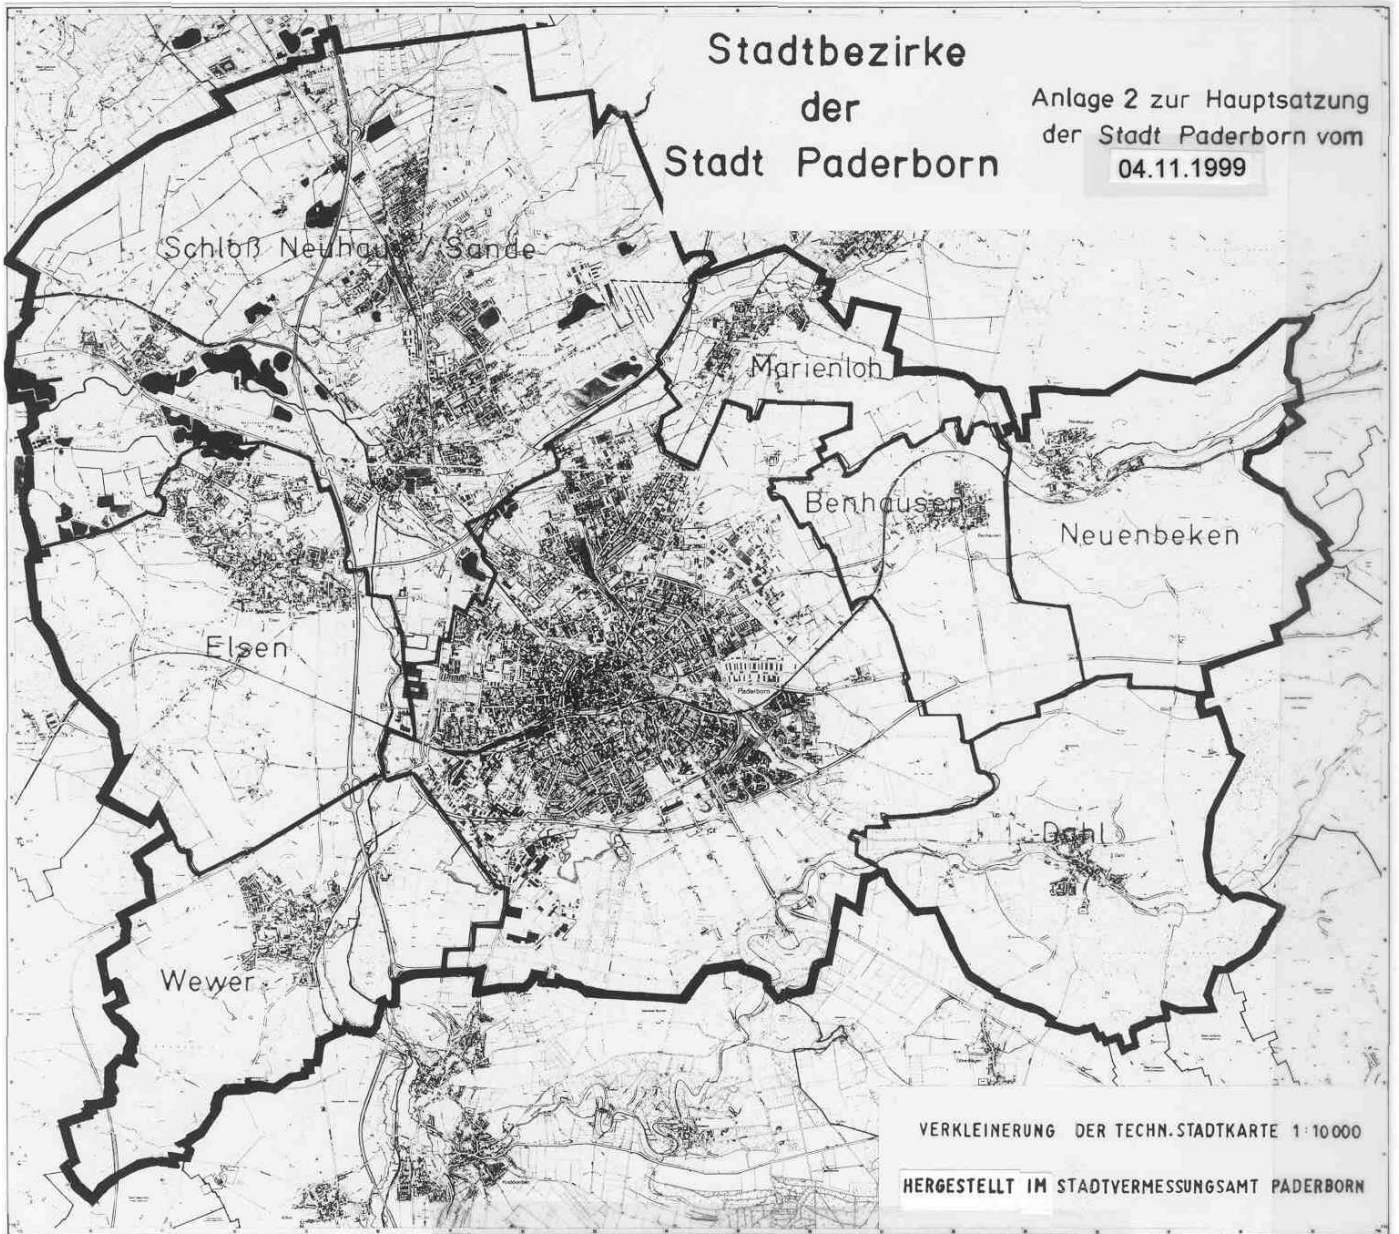 Stadtbezirke
der
Stadt Paderborn
Anlage 2 zur Hauptsatzung
der Stadt Paderborn vom
04.11.1999
Schloß Neuhaus / Sande
Marienloh
Benhausen
Neuenbeken
Elsen
Paderborn
Dahl
Wewer
VERKLEINERUNG DER TECHN. STADTKARTE 1:10000
HERGESTELLT IM STADTVERMESSUNGSAMT PADERBORN